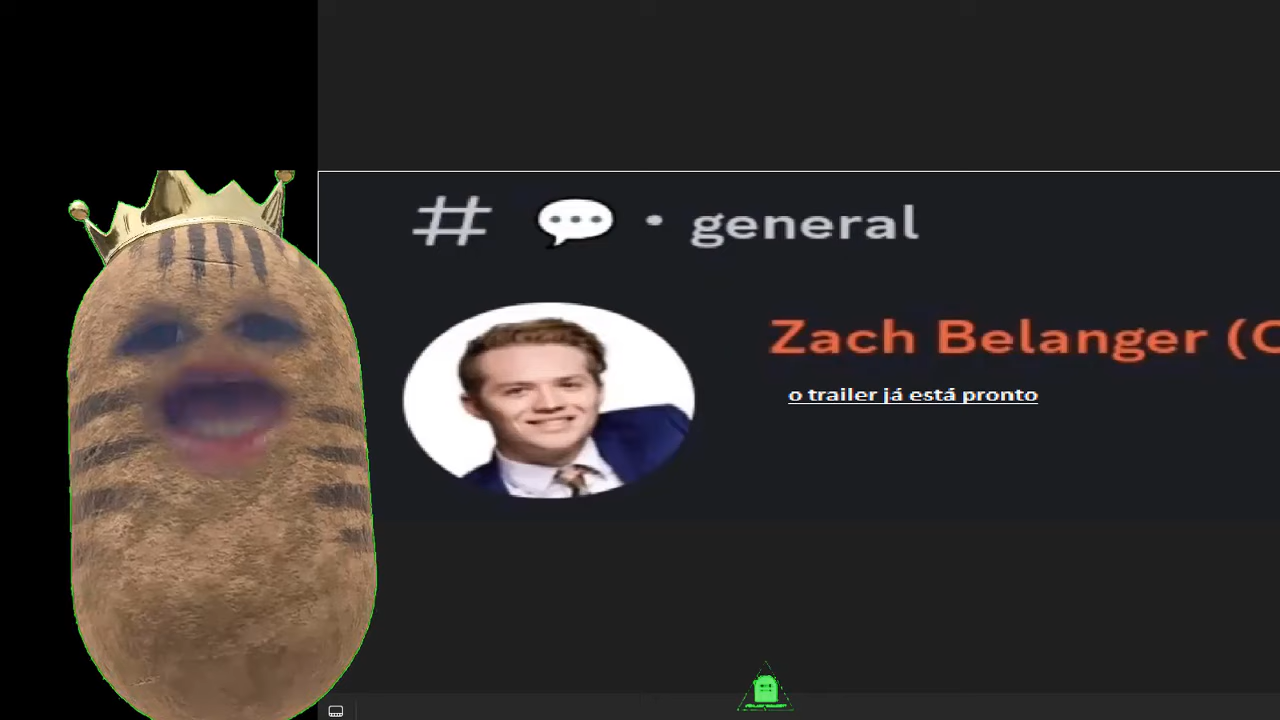 # 💬 • general
Zach Belanger (C
o trailer já está pronto